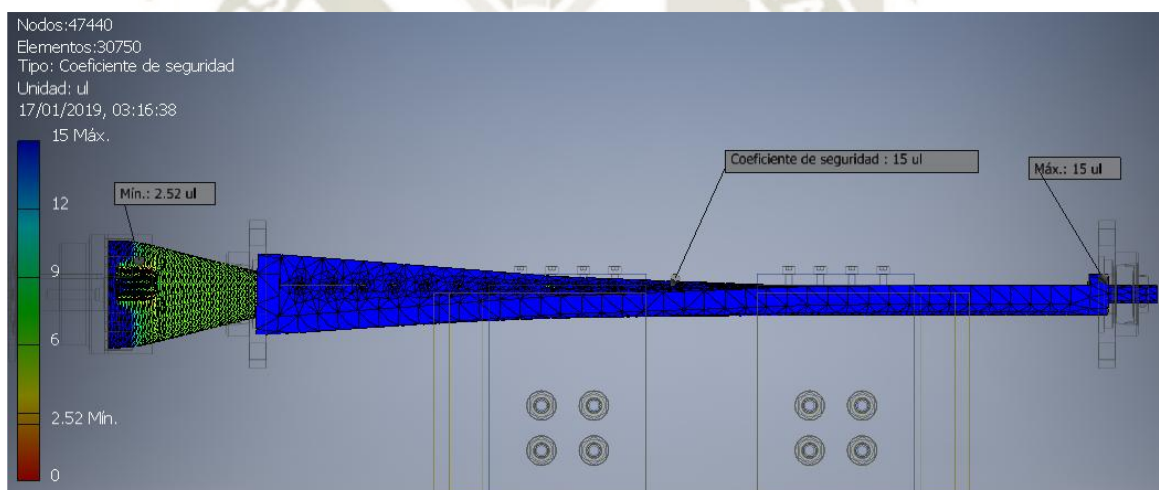 Nodos:47440
Elementos:30750
Tipo: Coeficiente de seguridad
Unidad: ul
17/01/2019, 03:16:38
15 Máx.
12
9
6
2.52 Mín.
0
Mín.: 2.52 ul
Coeficiente de seguridad : 15 ul
Máx.: 15 ul